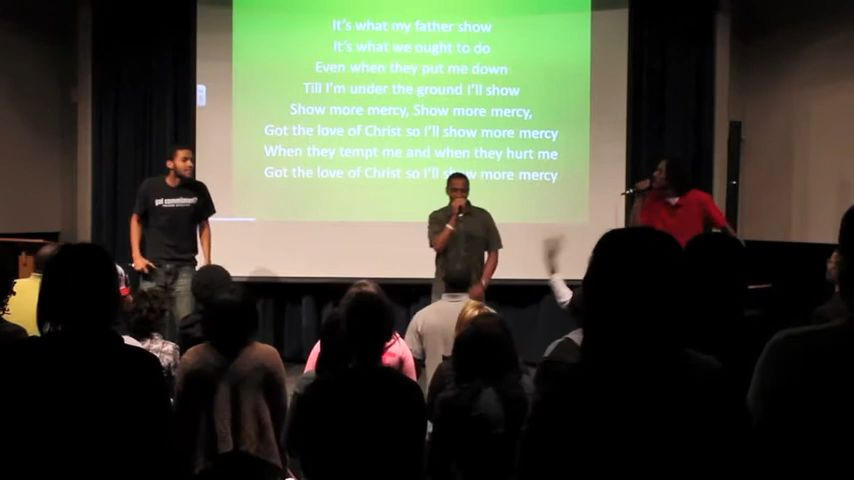 It's what my father show
It's what we ought to do
Even when they put me down
Till I'm under the ground I'll show
Show more mercy, Show more mercy,
Got the love of Christ so I'll show more mercy
When they tempt me and when they hurt me
Got the love of Christ so I'll show more mercy
got commitment?